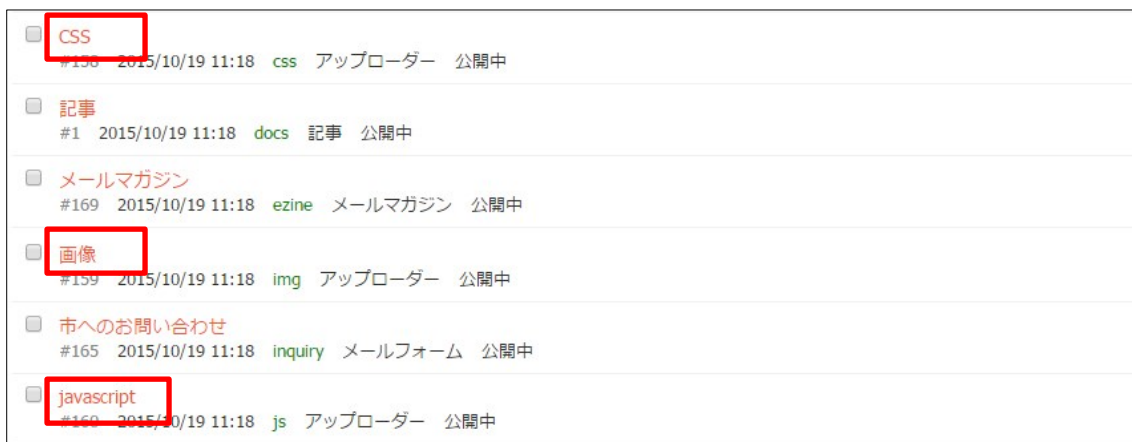 CSS
#158 2015/10/19 11:18 css アップローダー 公開中
記事
#1 2015/10/19 11:18 docs 記事 公開中
メールマガジン
#169 2015/10/19 11:18 ezine メールマガジン 公開中
画像
#159 2015/10/19 11:18 img アップローダー 公開中
市へのお問い合わせ
#165 2015/10/19 11:18 inquiry メールフォーム 公開中
javascript
#160 2015/10/19 11:18 js アップローダー 公開中